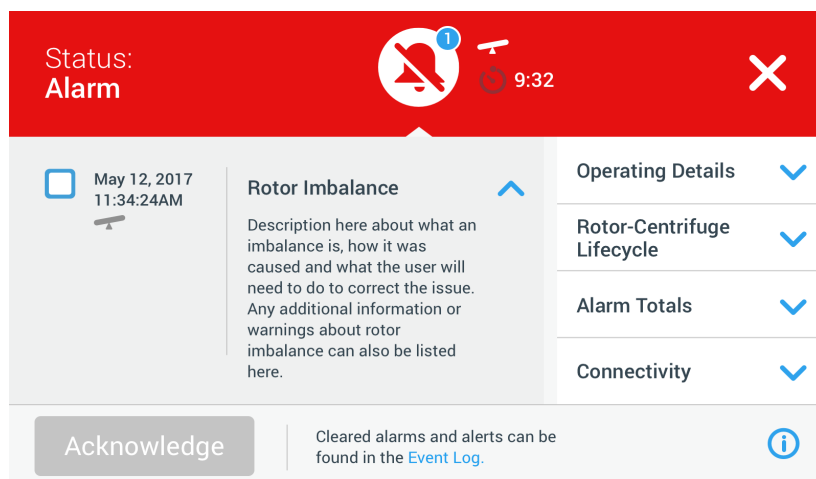 Status:
Alarm
1
9:32
May 12, 2017
11:34:24AM
Rotor Imbalance
Description here about what an
imbalance is, how it was
caused and what the user will
need to do to correct the issue.
Any additional information or
warnings about rotor
imbalance can also be listed
here.
Operating Details
Rotor-Centrifuge
Lifecycle
Alarm Totals
Connectivity
Acknowledge
Cleared alarms and alerts can be
found in the Event Log.